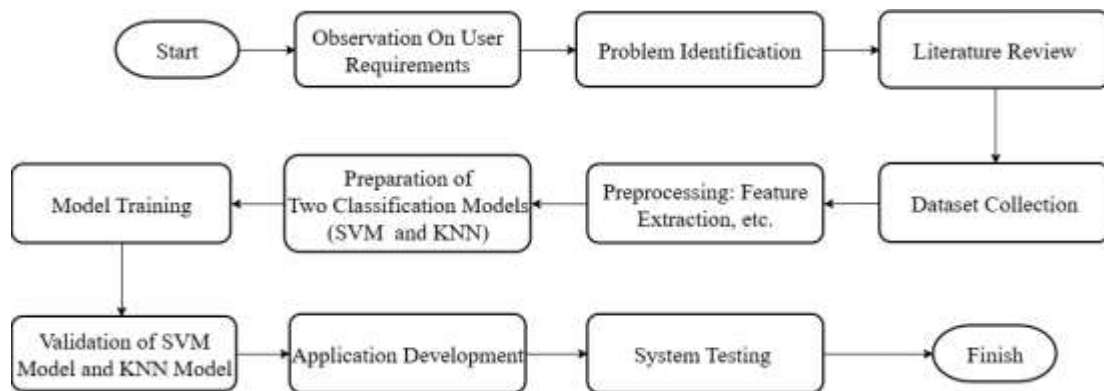 Start
Observation On User
Requirements
Problem Identification
Literature Review
Dataset Collection
Preprocessing: Feature
Extraction, etc.
Preparation of
Two Classification Models
(SVM and KNN)
Model Training
Validation of SVM
Model and KNN Model
Application Development
System Testing
Finish